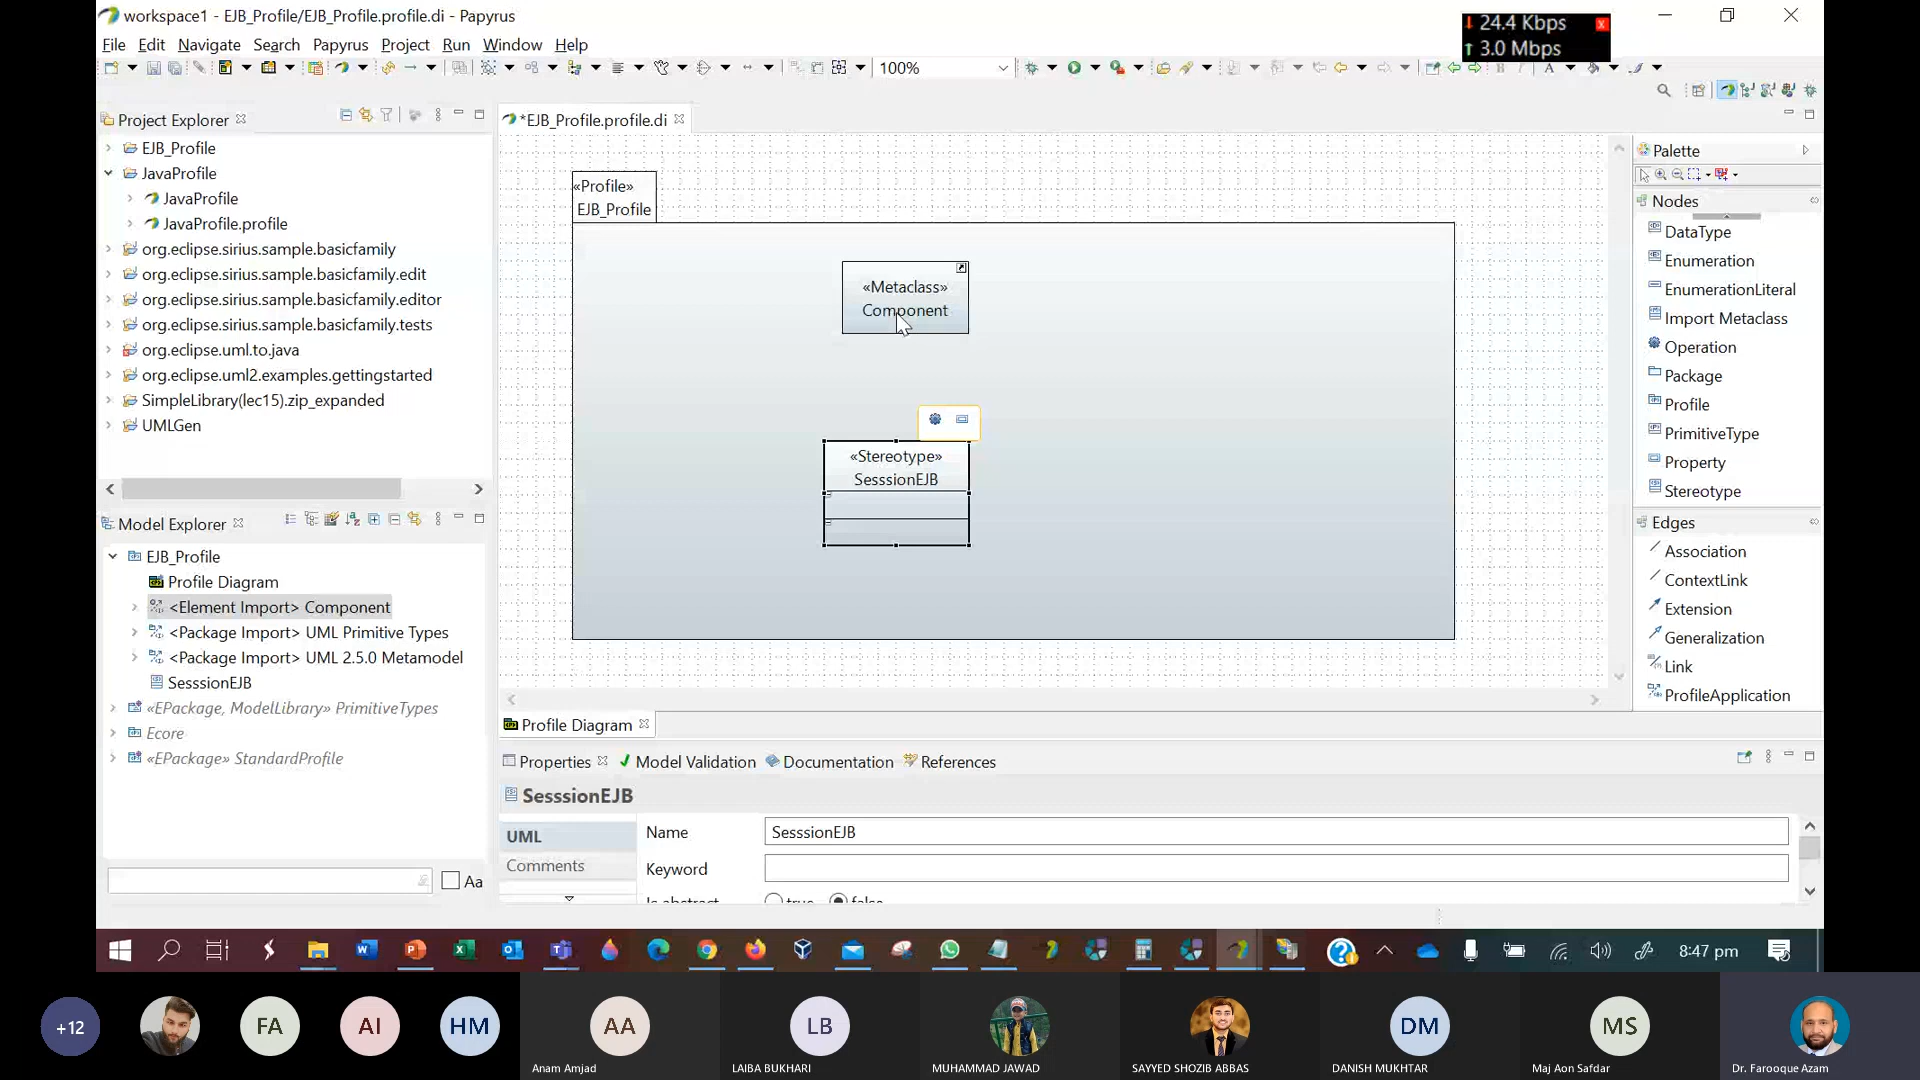 workspace1 - EJB_Profile/EJB_Profile.profile.di - Papyrus
24.4 Kbps
3.0 Mbps
File Edit Navigate Search Papyrus Project Run Window Help
100%
Project Explorer
EJB_Profile
JavaProfile
JavaProfile
JavaProfile.profile
org.eclipse.sirius.sample.basicfamily
org.eclipse.sirius.sample.basicfamily.edit
org.eclipse.sirius.sample.basicfamily.editor
org.eclipse.sirius.sample.basicfamily.tests
org.eclipse.uml.to.java
org.eclipse.uml2.examples.gettingstarted
SimpleLibrary(lec15).zip_expanded
UMLGen
Model Explorer
EJB_Profile
Profile Diagram
<Element Import> Component
<Package Import> UML Primitive Types
<Package Import> UML 2.5.0 Metamodel
SesssionEJB
«EPackage, ModelLibrary» PrimitiveTypes
Ecore
«EPackage» StandardProfile
Aa
*EJB_Profile.profile.di
«Profile»
EJB_Profile
«Metaclass»
Component
«Stereotype»
SesssionEJB
Profile Diagram
Palette
Nodes
DataType
Enumeration
EnumerationLiteral
Import Metaclass
Operation
Package
Profile
PrimitiveType
Property
Stereotype
Edges
Association
ContextLink
Extension
Generalization
Link
ProfileApplication
Properties Model Validation Documentation References
SesssionEJB
UML
Comments
Name SesssionEJB
Keyword
Is abstract true false
8:47 pm
+12
FA
AI
HM
AA
Anam Amjad
LB
LAIBA BUKHARI
MUHAMMAD JAWAD
SAYYED SHOZIB ABBAS
DM
DANISH MUKHTAR
MS
Maj Aon Safdar
Dr. Farooque Azam